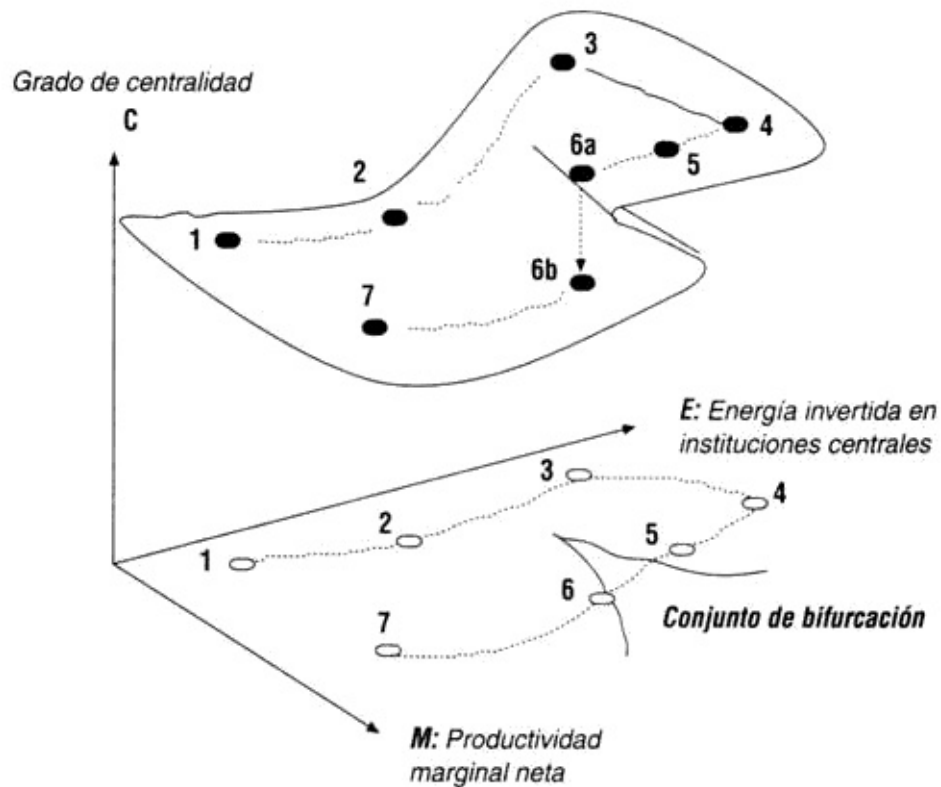 Grado de centralidad
C
3
4
6a
5
2
1
6b
7
E: Energía invertida en
instituciones centrales
3
4
2
5
1
6
Conjunto de bifurcación
7
M: Productividad
marginal neta